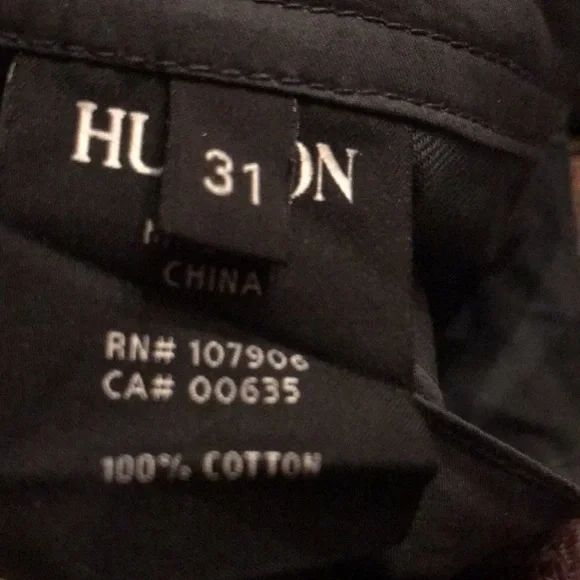 HU ON
31
CHINA
RN# 107906
CA# 00635
100% COTTON